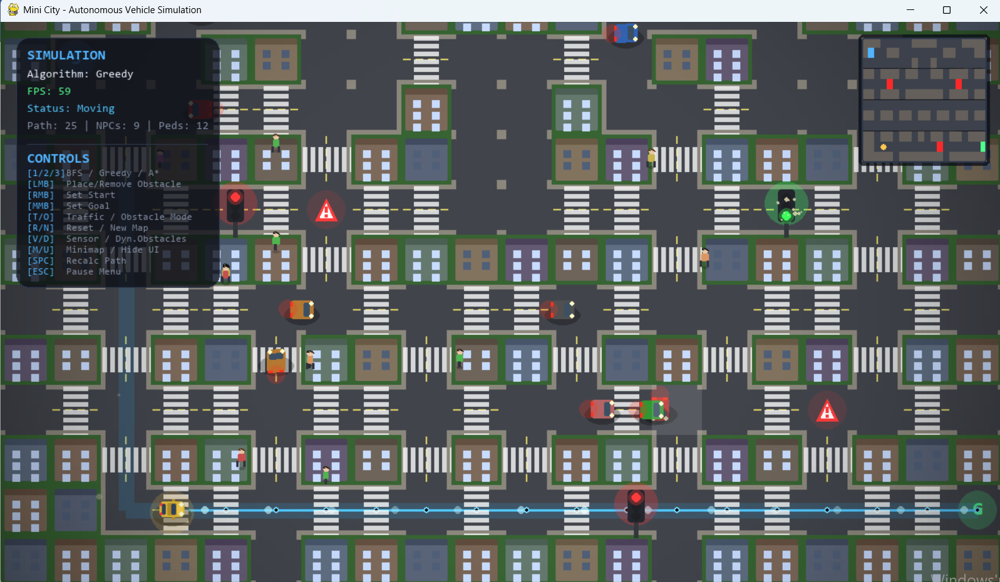 Mini City - Autonomous Vehicle Simulation
SIMULATION
Algorithm: Greedy
FPS: 59
Status: Moving
Path: 25 | NPCs: 9 | Peds: 12
CONTROLS
[1/2/3]BFS / Greedy / A*
[LMB] Place/Remove Obstacle
[RMB] Set Start
[MMB] Set Goal
[T/O] Traffic / Obstacle Mode
[R/N] Reset / New Map
[V/D] Sensor / Dyn.Obstacles
[M/U] Minimap / Hide UI
[SPC] Recalc Path
[ESC] Pause Menu
G
Windows'